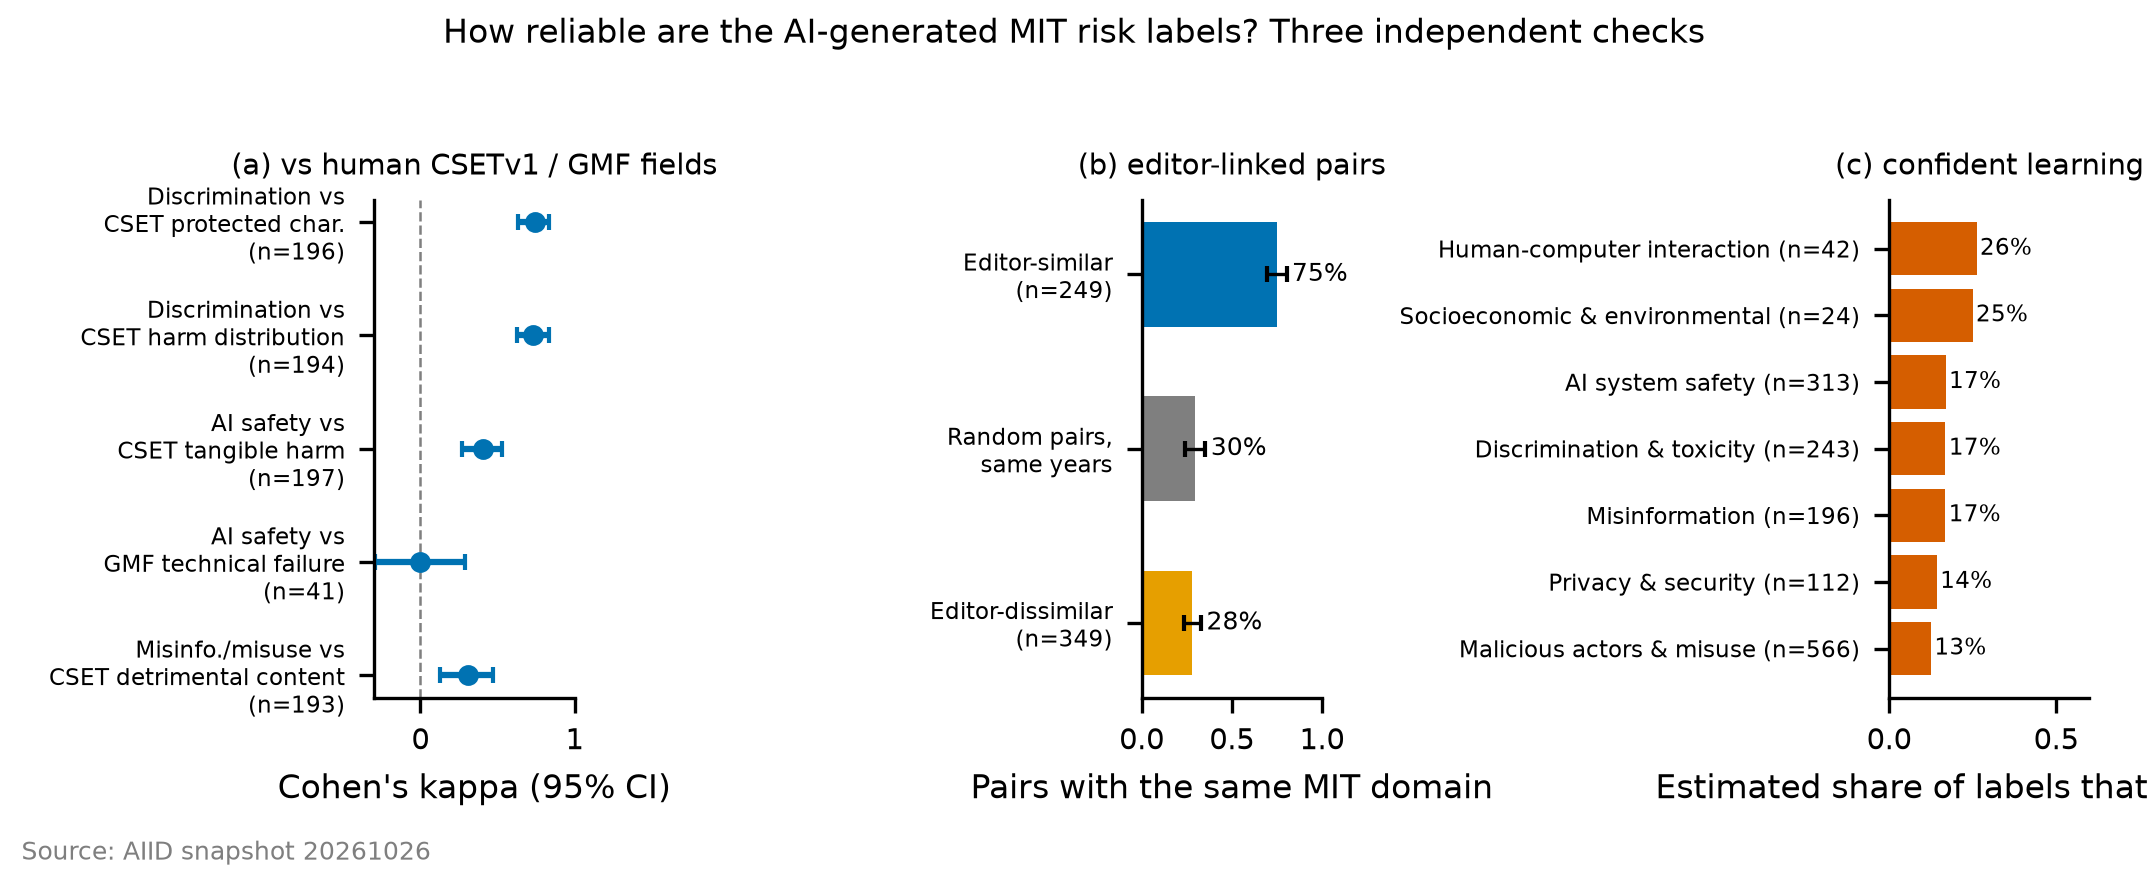 How reliable are the AI-generated MIT risk labels? Three independent checks
(a) vs human CSETv1 / GMF fields
Discrimination vs
CSET protected char.
(n=196)
Discrimination vs
CSET harm distribution
(n=194)
AI safety vs
CSET tangible harm
(n=197)
AI safety vs
GMF technical failure
(n=41)
Misinfo./misuse vs
CSET detrimental content
(n=193)
0 1
Cohen's kappa (95% CI)
(b) editor-linked pairs
Editor-similar
(n=249)
75%
Random pairs,
same years
30%
Editor-dissimilar
(n=349)
28%
0.0 0.5 1.0
Pairs with the same MIT domain
(c) confident learning
Human-computer interaction (n=42) 26%
Socioeconomic & environmental (n=24) 25%
AI system safety (n=313) 17%
Discrimination & toxicity (n=243) 17%
Misinformation (n=196) 17%
Privacy & security (n=112) 14%
Malicious actors & misuse (n=566) 13%
0.0 0.5
Estimated share of labels that
Source: AIID snapshot 20261026